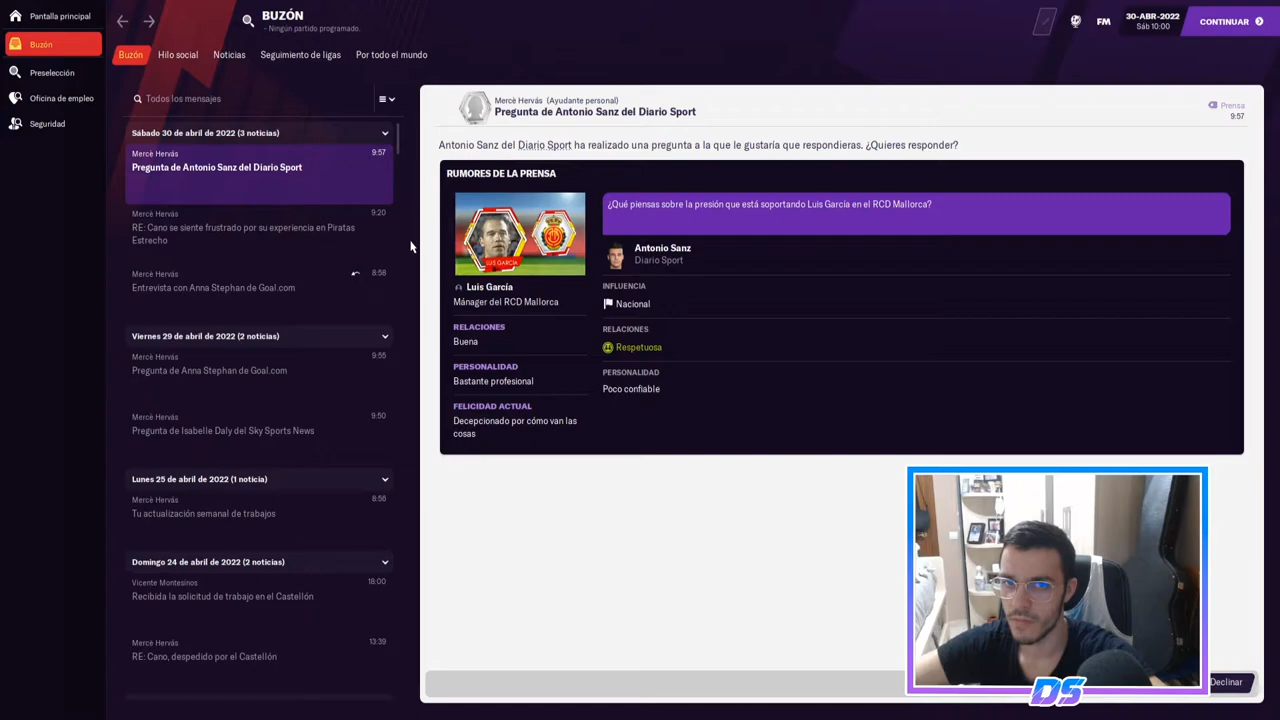 Pantalla principal
Buzón
Preselección
Oficina de empleo
Seguridad
BUZÓN
- Ningún partido programado.
FM
30-ABR-2022
Sáb 10:00
CONTINUAR
Buzón
Hilo social
Noticias
Seguimiento de ligas
Por todo el mundo
Todos los mensajes
Sábado 30 de abril de 2022 (3 noticias)
Mercè Hervás 9:57
Pregunta de Antonio Sanz del Diario Sport
Mercè Hervás 9:20
RE: Cano se siente frustrado por su experiencia en Piratas
Estrecho
Mercè Hervás 8:58
Entrevista con Anna Stephan de Goal.com
Viernes 29 de abril de 2022 (2 noticias)
Mercè Hervás 9:55
Pregunta de Anna Stephan de Goal.com
Mercè Hervás 9:50
Pregunta de Isabelle Daly del Sky Sports News
Lunes 25 de abril de 2022 (1 noticia)
Mercè Hervás 8:56
Tu actualización semanal de trabajos
Domingo 24 de abril de 2022 (2 noticias)
Vicente Montesinos 18:00
Recibida la solicitud de trabajo en el Castellón
Mercè Hervás 13:39
RE: Cano, despedido por el Castellón
Mercè Hervás (Ayudante personal)
Pregunta de Antonio Sanz del Diario Sport
Prensa
9:57
Antonio Sanz del Diario Sport ha realizado una pregunta a la que le gustaría que respondieras. ¿Quieres responder?
RUMORES DE LA PRENSA
LUIS GARCÍA
Luis García
Mánager del RCD Mallorca
RELACIONES
Buena
PERSONALIDAD
Bastante profesional
FELICIDAD ACTUAL
Decepcionado por cómo van las
cosas
¿Qué piensas sobre la presión que está soportando Luis García en el RCD Mallorca?
Antonio Sanz
Diario Sport
INFLUENCIA
Nacional
RELACIONES
Respetuosa
PERSONALIDAD
Poco confiable
Declinar
DS